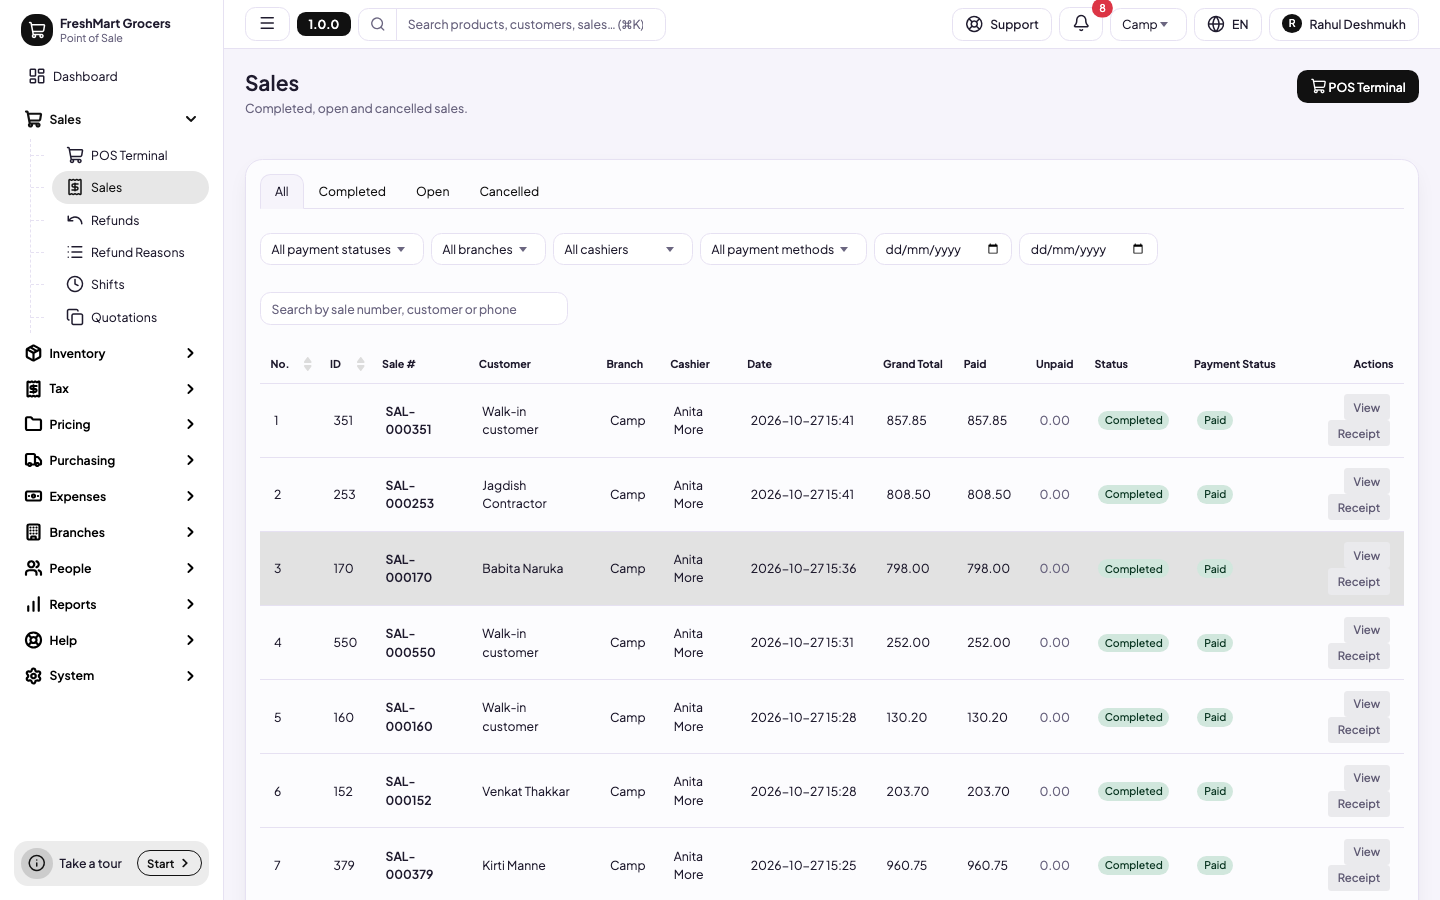 FreshMart Grocers
Point of Sale
Dashboard
Sales
POS Terminal
Sales
Refunds
Refund Reasons
Shifts
Quotations
Inventory
Tax
Pricing
Purchasing
Expenses
Branches
People
Reports
Help
System
Take a tour
Start
1.0.0
Search products, customers, sales... (⌘K)
Support
8
Camp
EN
R
Rahul Deshmukh
Sales
Completed, open and cancelled sales.
POS Terminal
All Completed Open Cancelled
All payment statuses All branches All cashiers All payment methods dd/mm/yyyy dd/mm/yyyy
Search by sale number, customer or phone
No. ID Sale # Customer Branch Cashier Date Grand Total Paid Unpaid Status Payment Status Actions
1 351 SAL-000351 Walk-in customer Camp Anita More 2026-10-27 15:41 857.85 857.85 0.00 Completed Paid View Receipt
2 253 SAL-000253 Jagdish Contractor Camp Anita More 2026-10-27 15:41 808.50 808.50 0.00 Completed Paid View Receipt
3 170 SAL-000170 Babita Naruka Camp Anita More 2026-10-27 15:36 798.00 798.00 0.00 Completed Paid View Receipt
4 550 SAL-000550 Walk-in customer Camp Anita More 2026-10-27 15:31 252.00 252.00 0.00 Completed Paid View Receipt
5 160 SAL-000160 Walk-in customer Camp Anita More 2026-10-27 15:28 130.20 130.20 0.00 Completed Paid View Receipt
6 152 SAL-000152 Venkat Thakkar Camp Anita More 2026-10-27 15:28 203.70 203.70 0.00 Completed Paid View Receipt
7 379 SAL-000379 Kirti Manne Camp Anita More 2026-10-27 15:25 960.75 960.75 0.00 Completed Paid View Receipt